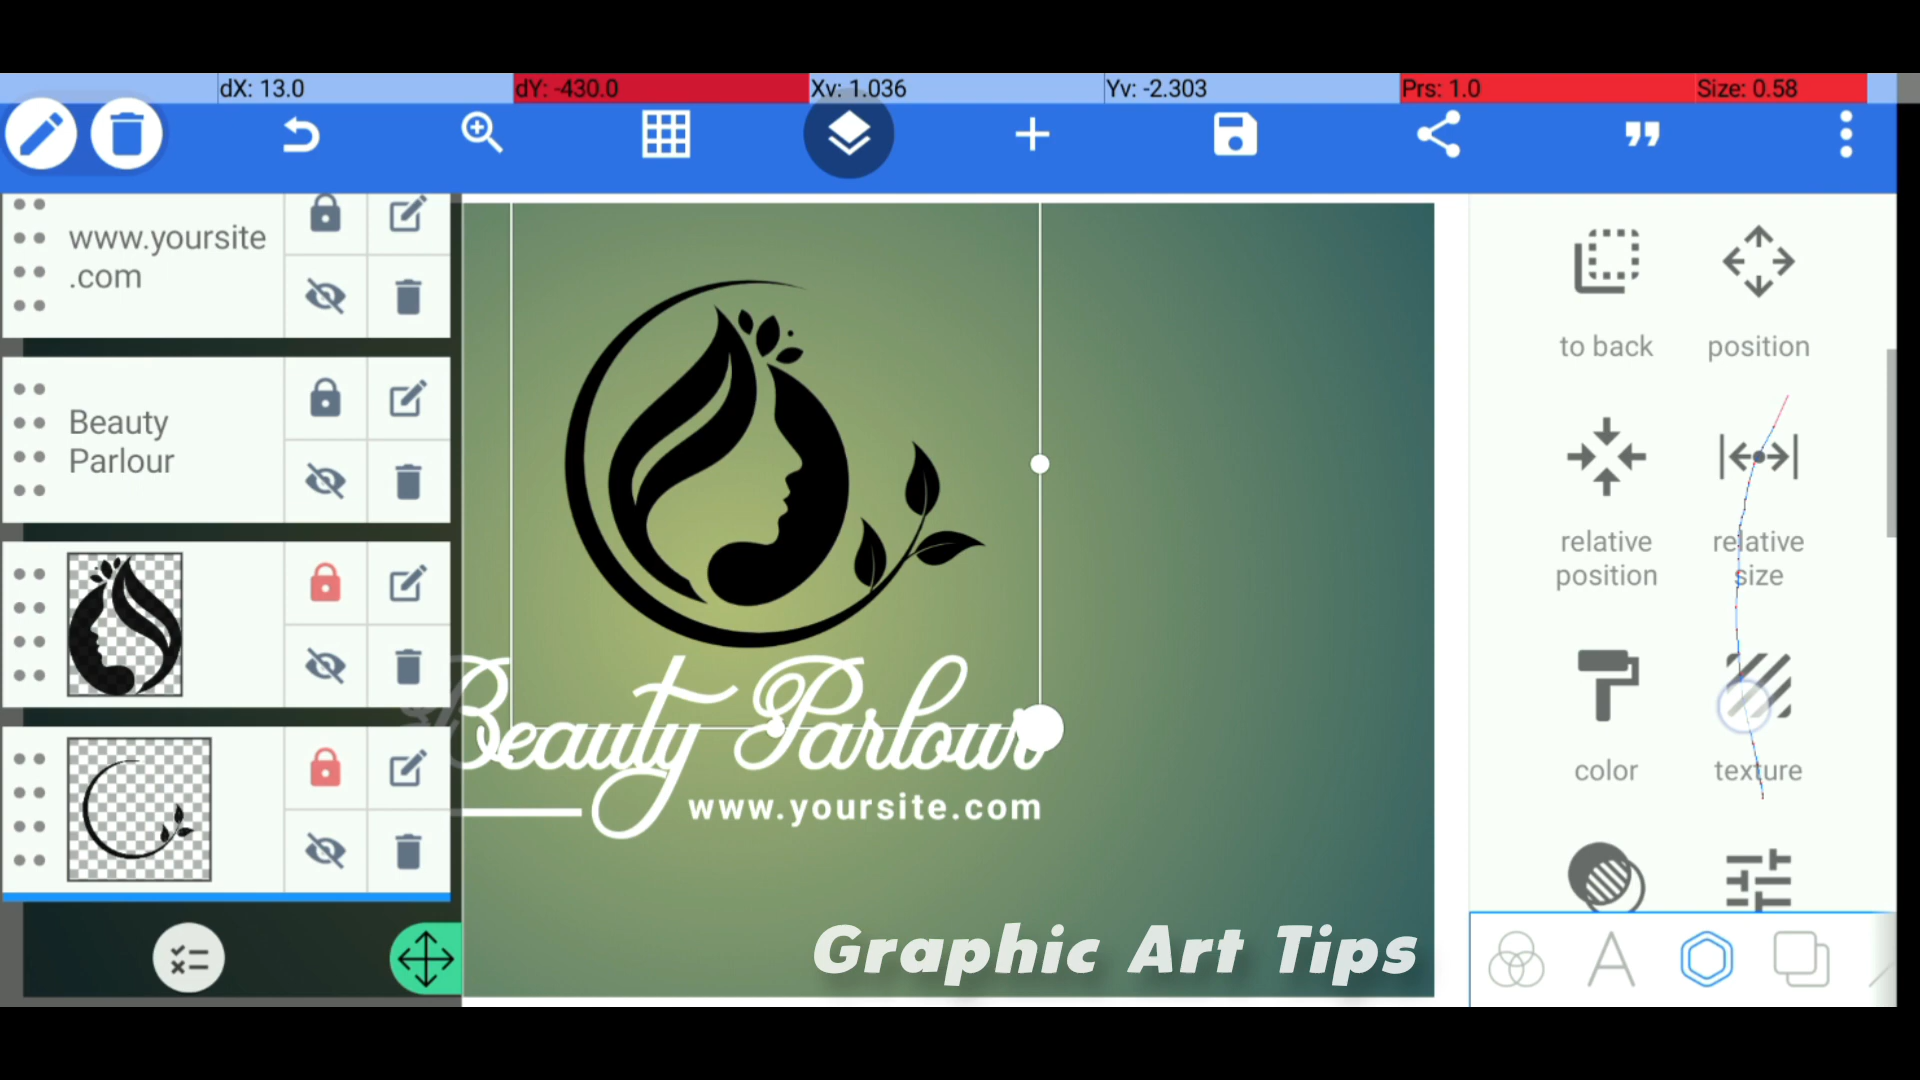 dX: 13.0
dY: -430.0
Xv: 1.036
Yv: -2.303
Prs: 1.0
Size: 0.58
www.yoursite
.com
Beauty
Parlour
Beauty Parlour
www.yoursite.com
Graphic Art Tips
to back
position
relative
position
relative
size
color
texture